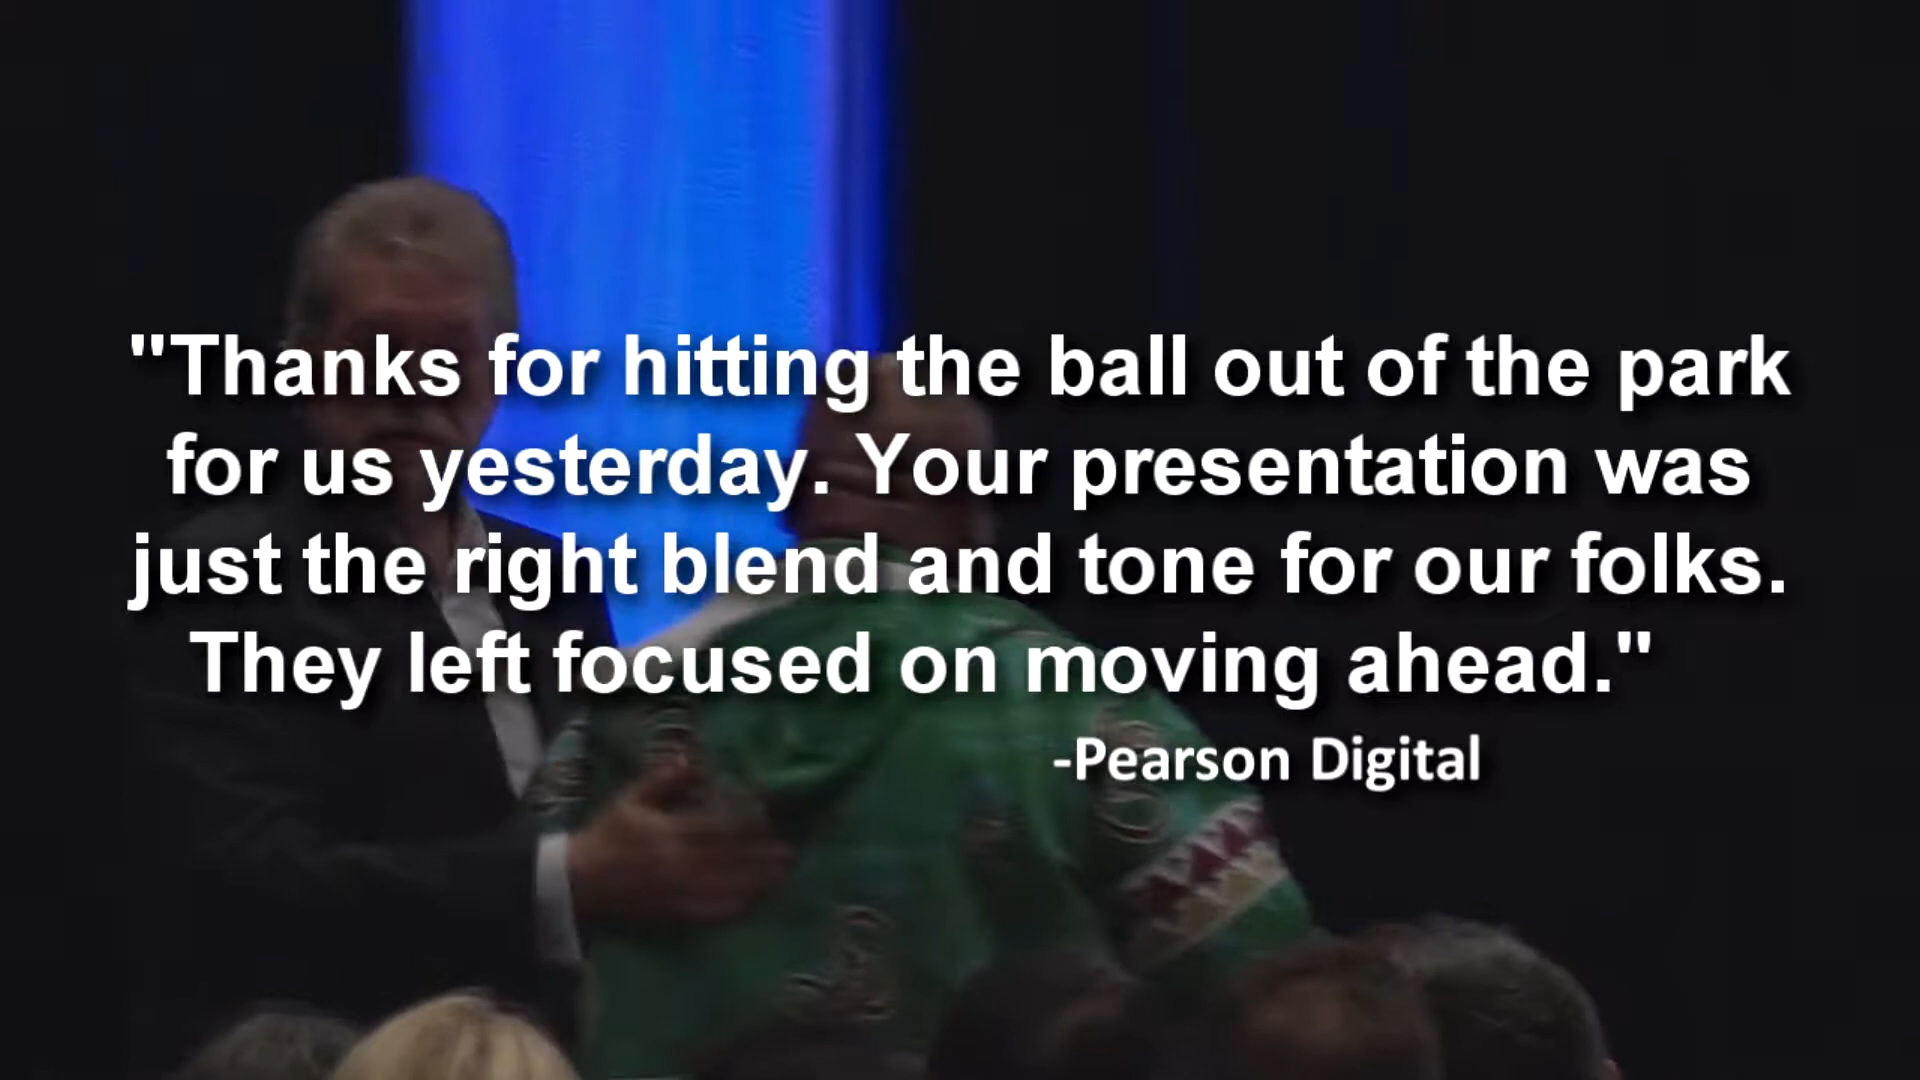 "Thanks for hitting the ball out of the park
for us yesterday. Your presentation was
just the right blend and tone for our folks.
They left focused on moving ahead."
-Pearson Digital